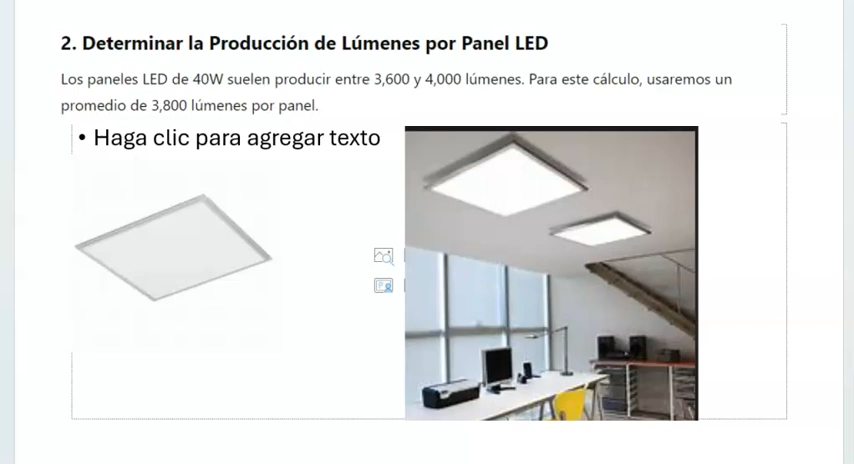 2. Determinar la Producción de Lúmenes por Panel LED
Los paneles LED de 40W suelen producir entre 3,600 y 4,000 lúmenes. Para este cálculo, usaremos un
promedio de 3,800 lúmenes por panel.
• Haga clic para agregar texto